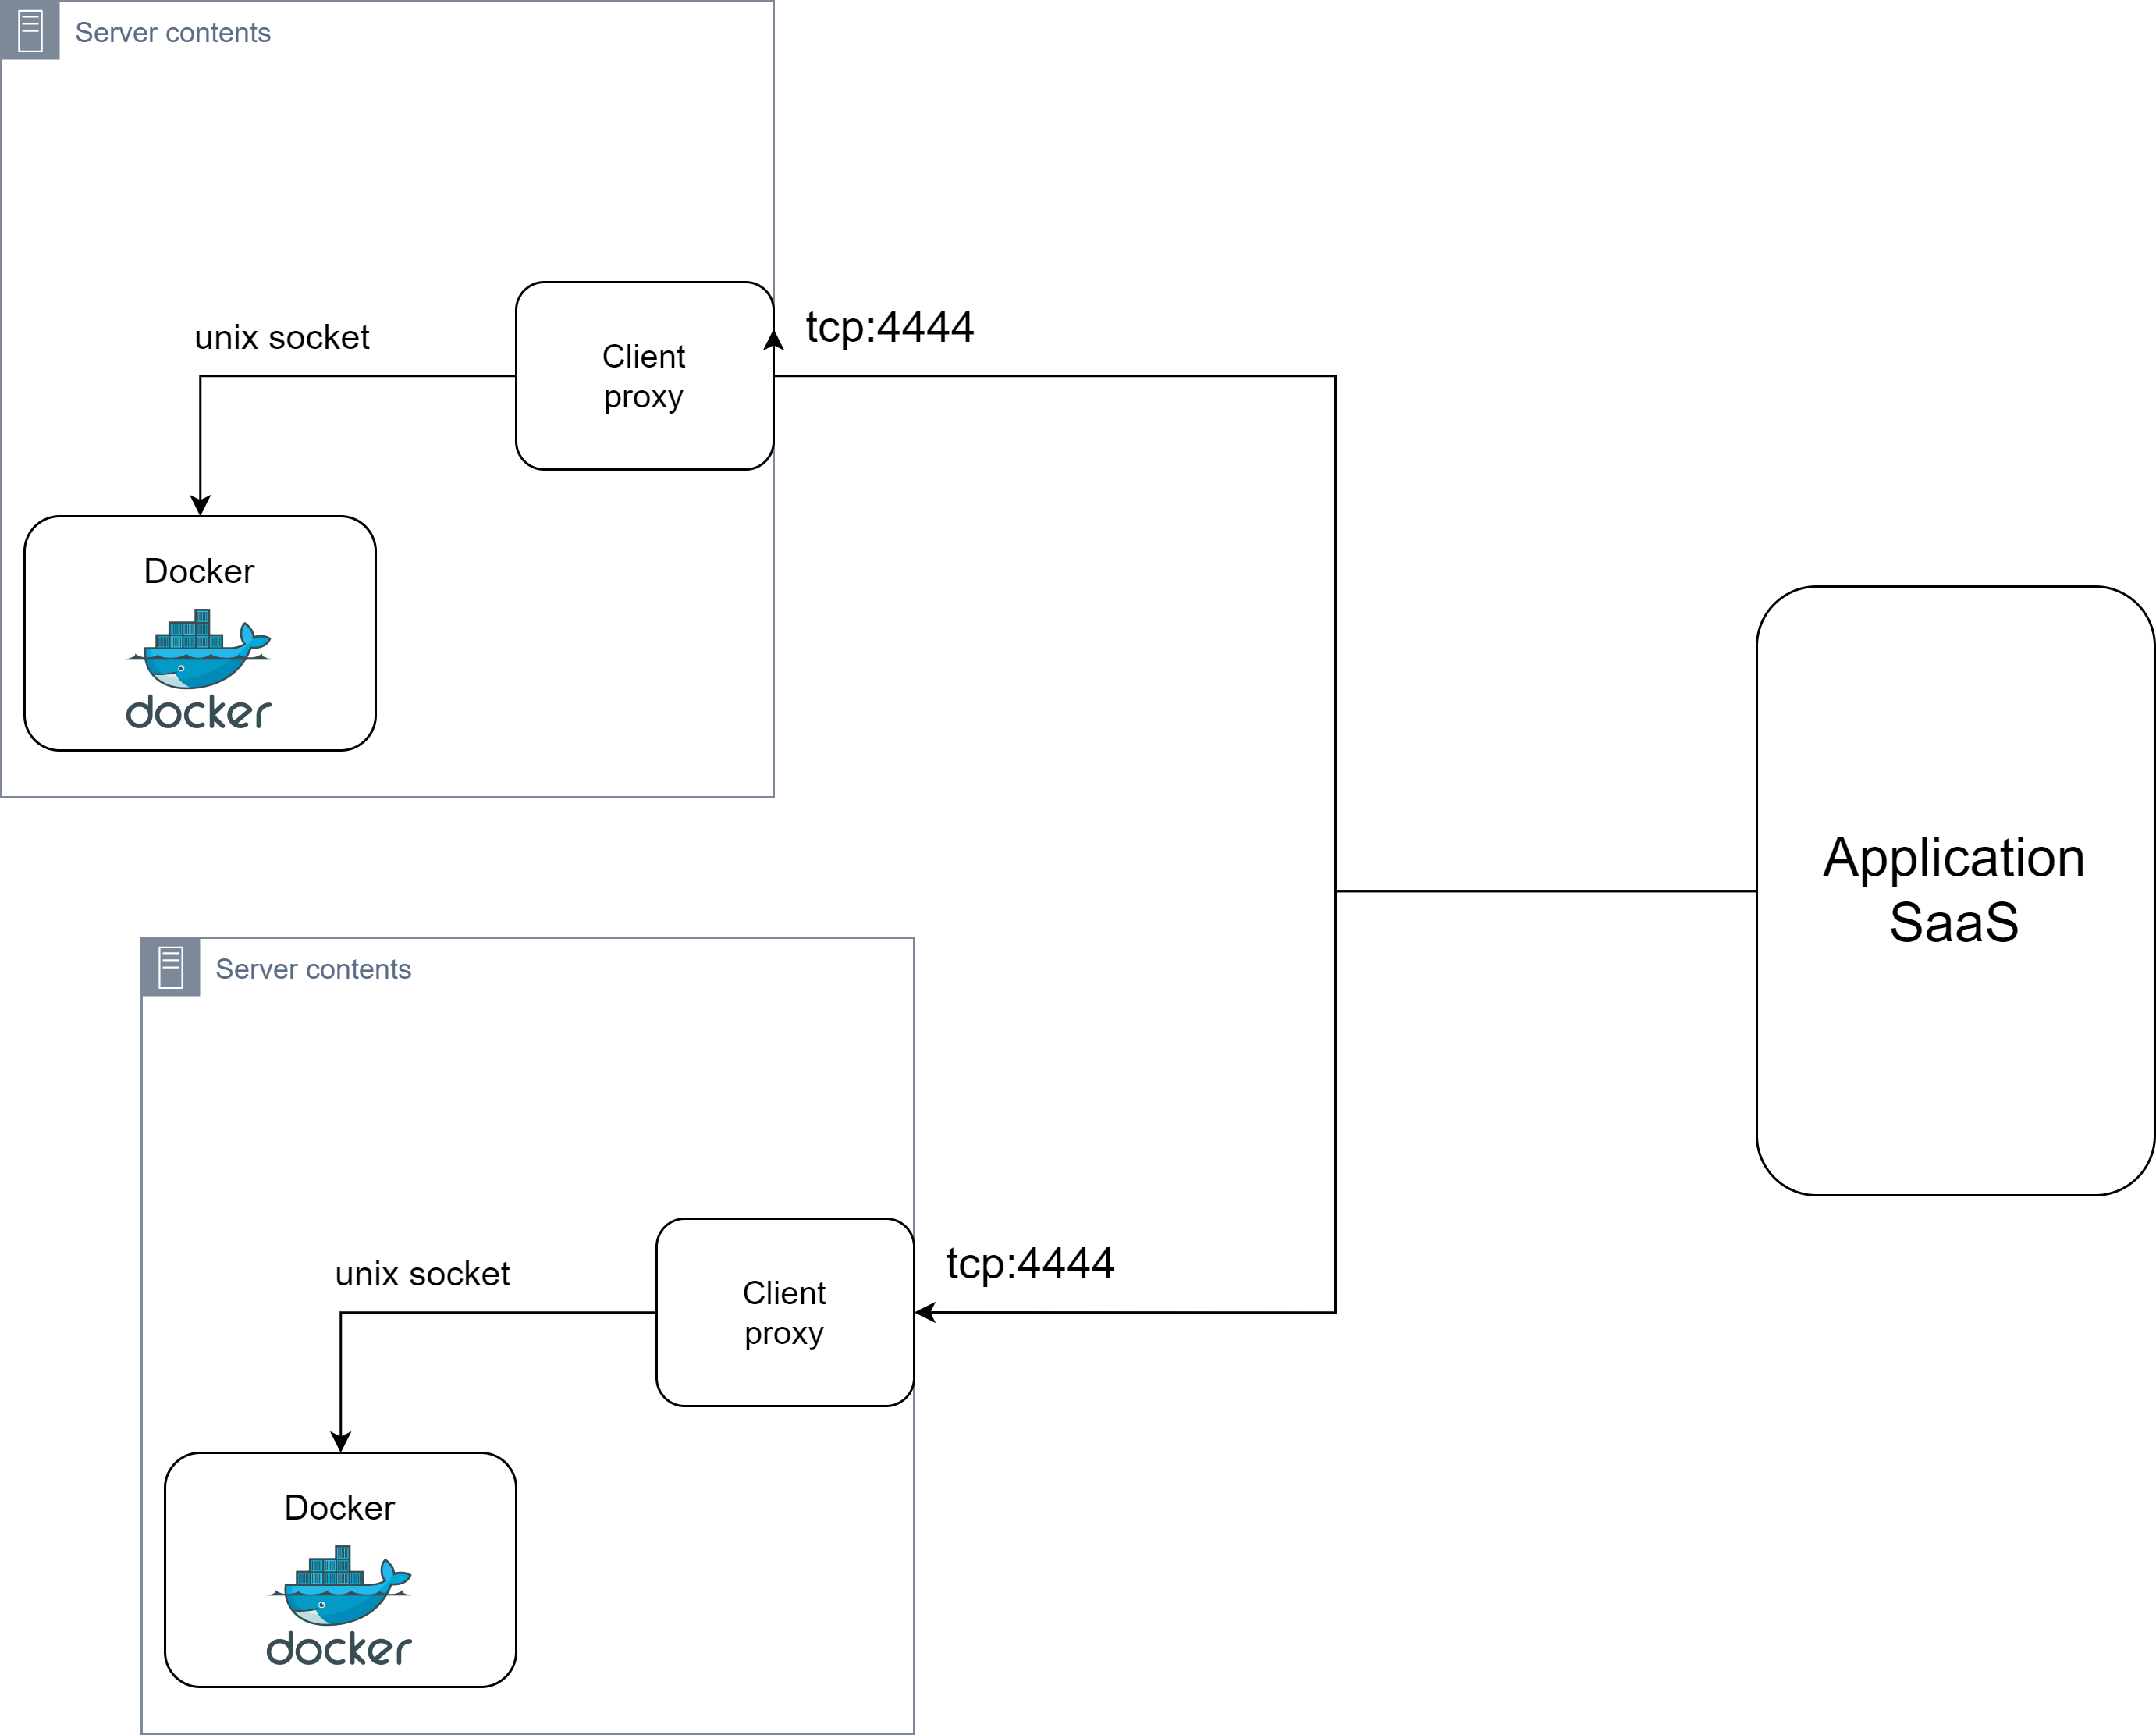 Server contents
unix socket
Client
proxy
tcp:4444
Docker
docker
Application
SaaS
Server contents
unix socket
Client
proxy
tcp:4444
Docker
docker